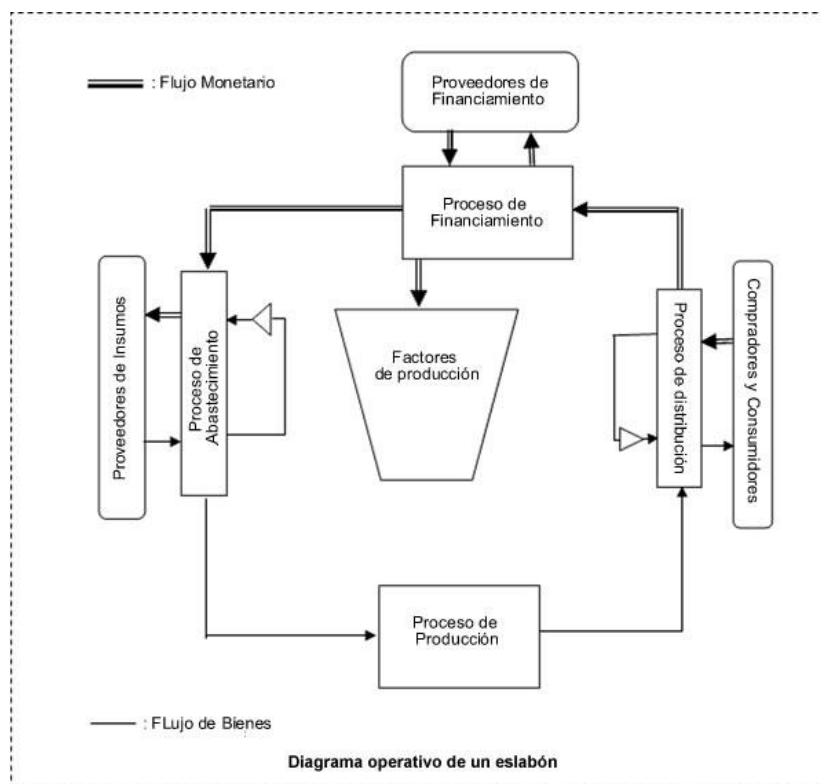 : Flujo Monetario
Proveedores de
Financiamiento
Proceso de
Financiamiento
Proveedores de Insumos
Proceso de
Abastecimiento
Factores
de producción
Proceso de distribución
Compradores y Consumidores
Proceso de
Producción
: FLujo de Bienes
Diagrama operativo de un eslabón